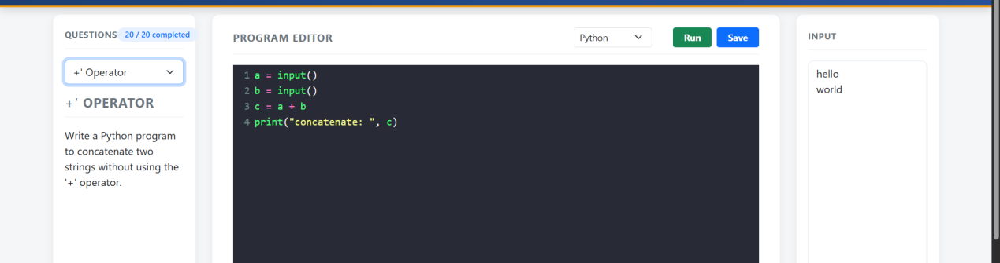 QUESTIONS 20 / 20 completed
+' Operator
+' OPERATOR
Write a Python program
to concatenate two
strings without using the
'+' operator.
PROGRAM EDITOR
Python
Run
Save
1 a = input()
2 b = input()
3 c = a + b
4 print("concatenate: ", c)
INPUT
hello
world